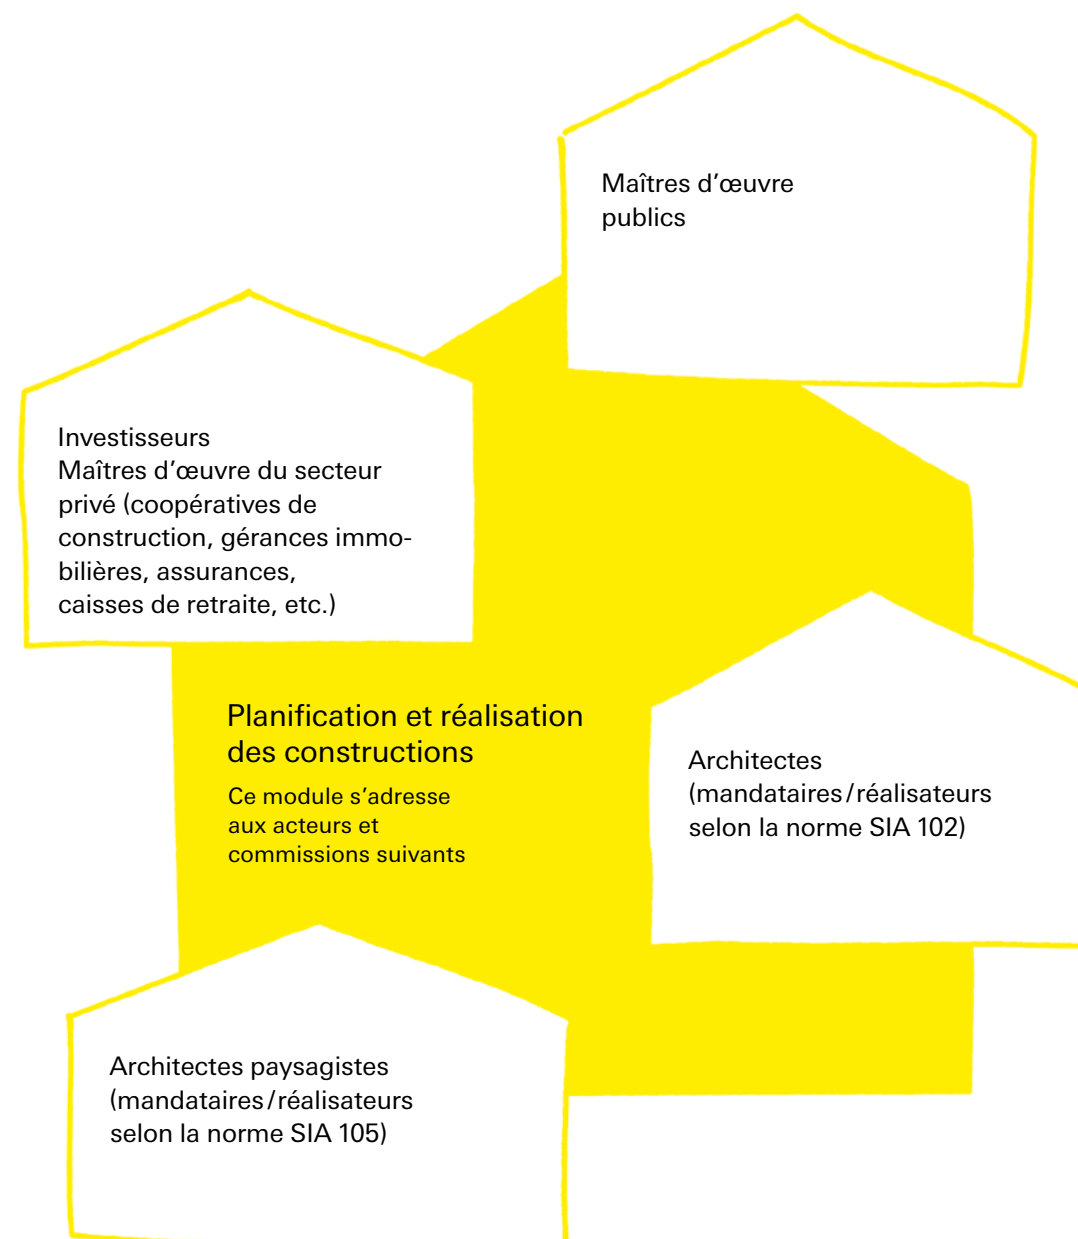 Maîtres d’œuvre
publics
Investisseurs
Maîtres d’œuvre du secteur
privé (coopératives de
construction, gérances immo-
bilières, assurances,
caisses de retraite, etc.)
Planification et réalisation
des constructions
Ce module s’adresse
aux acteurs et
commissions suivants
Architectes
(mandataires/réalisateurs
selon la norme SIA 102)
Architectes paysagistes
(mandataires/réalisateurs
selon la norme SIA 105)